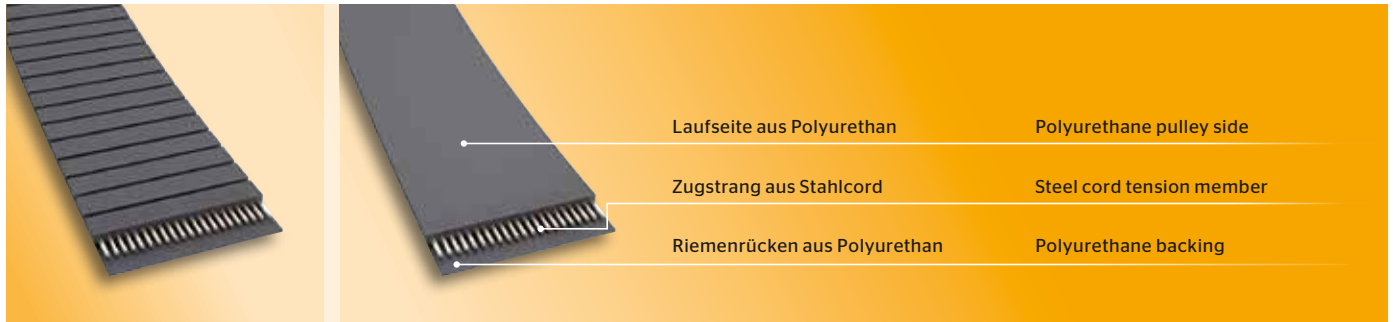 Laufseite aus Polyurethan Polyurethane pulley side
Zugstrang aus Stahlcord Steel cord tension member
Riemenrücken aus Polyurethan Polyurethane backing